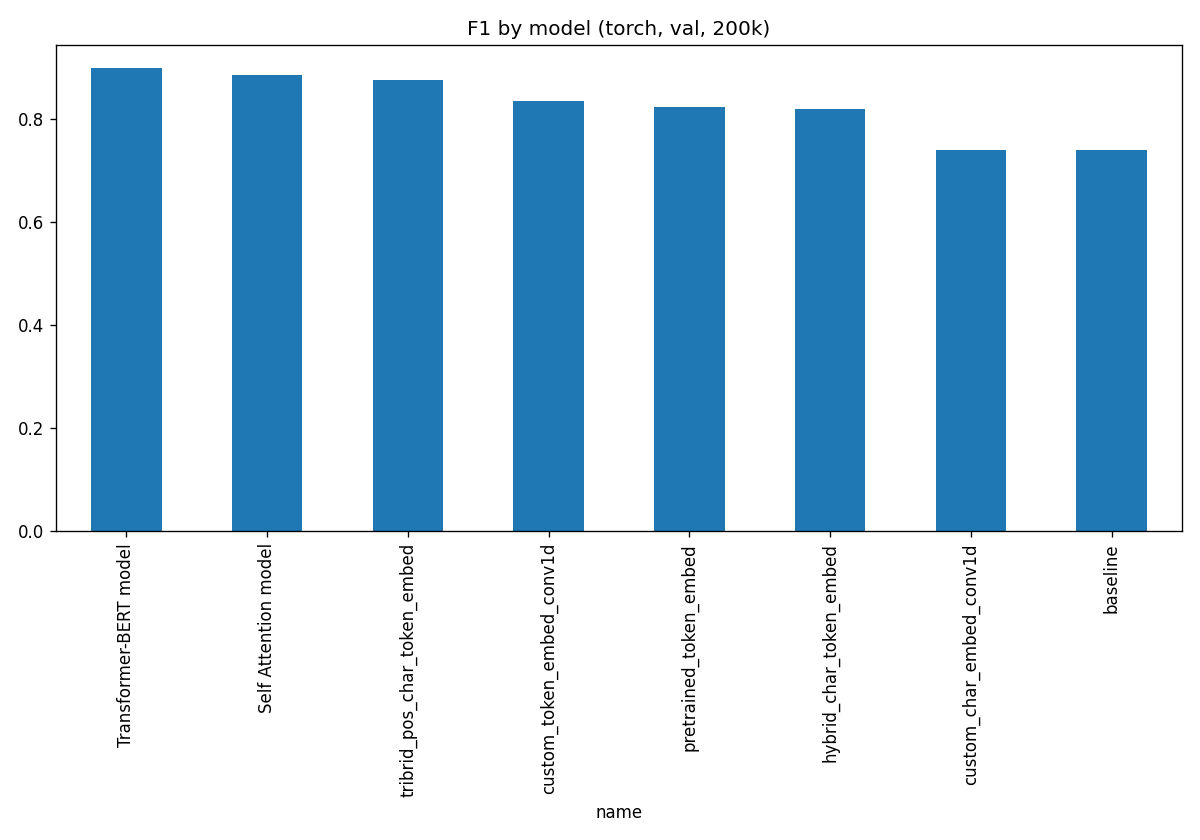 F1 by model (torch, val, 200k)
0.8
0.6
0.4
0.2
0.0
Transformer-BERT model
Self Attention model
tribrid_pos_char_token_embed
custom_token_embed_conv1d
pretrained_token_embed
hybrid_char_token_embed
custom_char_embed_conv1d
baseline
name